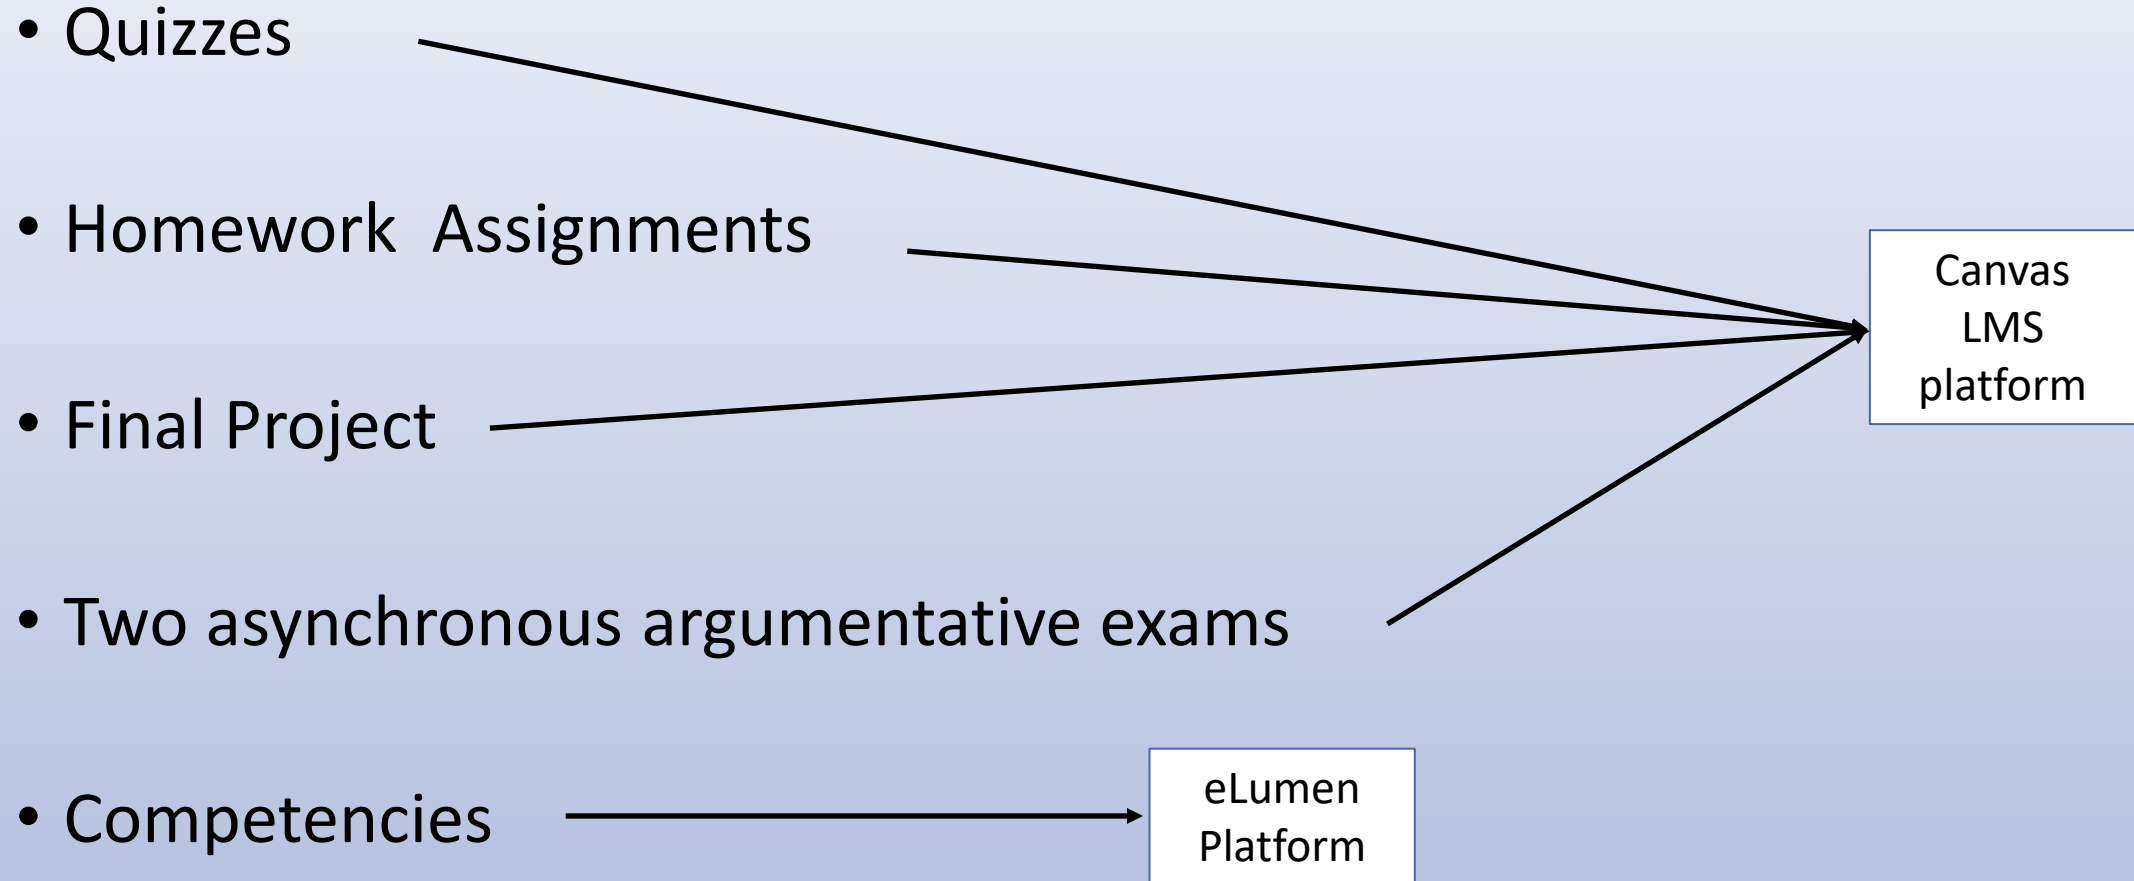 • Quizzes
• Homework  Assignments
• Final Project
• Two asynchronous argumentative exams
• Competencies
Canvas
LMS
platform
eLumen
Platform